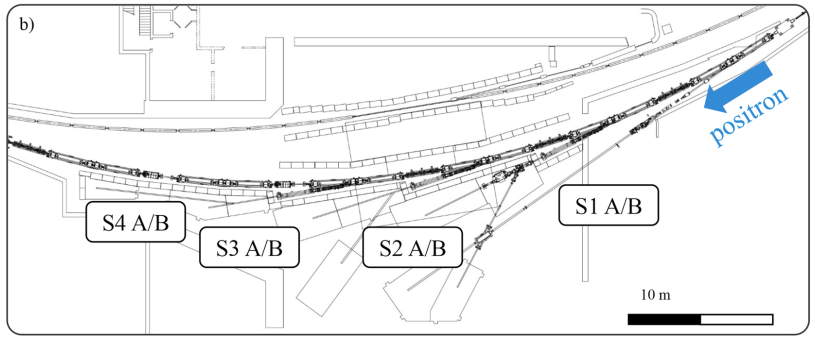 b)
positron
S1 A/B
S4 A/B
S3 A/B
S2 A/B
10 m